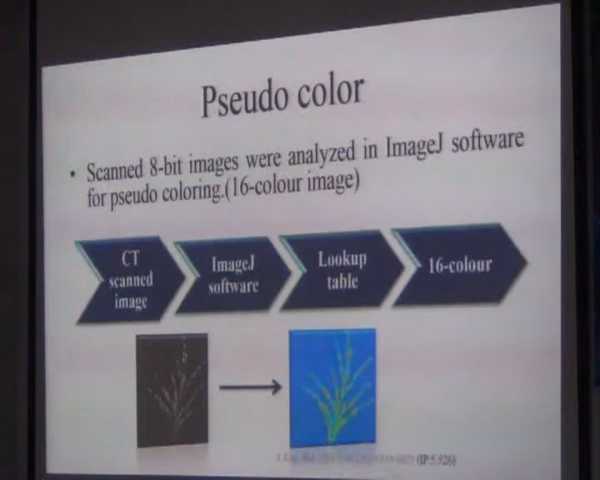 Pseudo color
• Scanned 8-bit images were analyzed in ImageJ software
for pseudo coloring.(16-colour image)
CT
scanned
image
ImageJ
software
Lookup
table
16-colour
(IP:5.526)